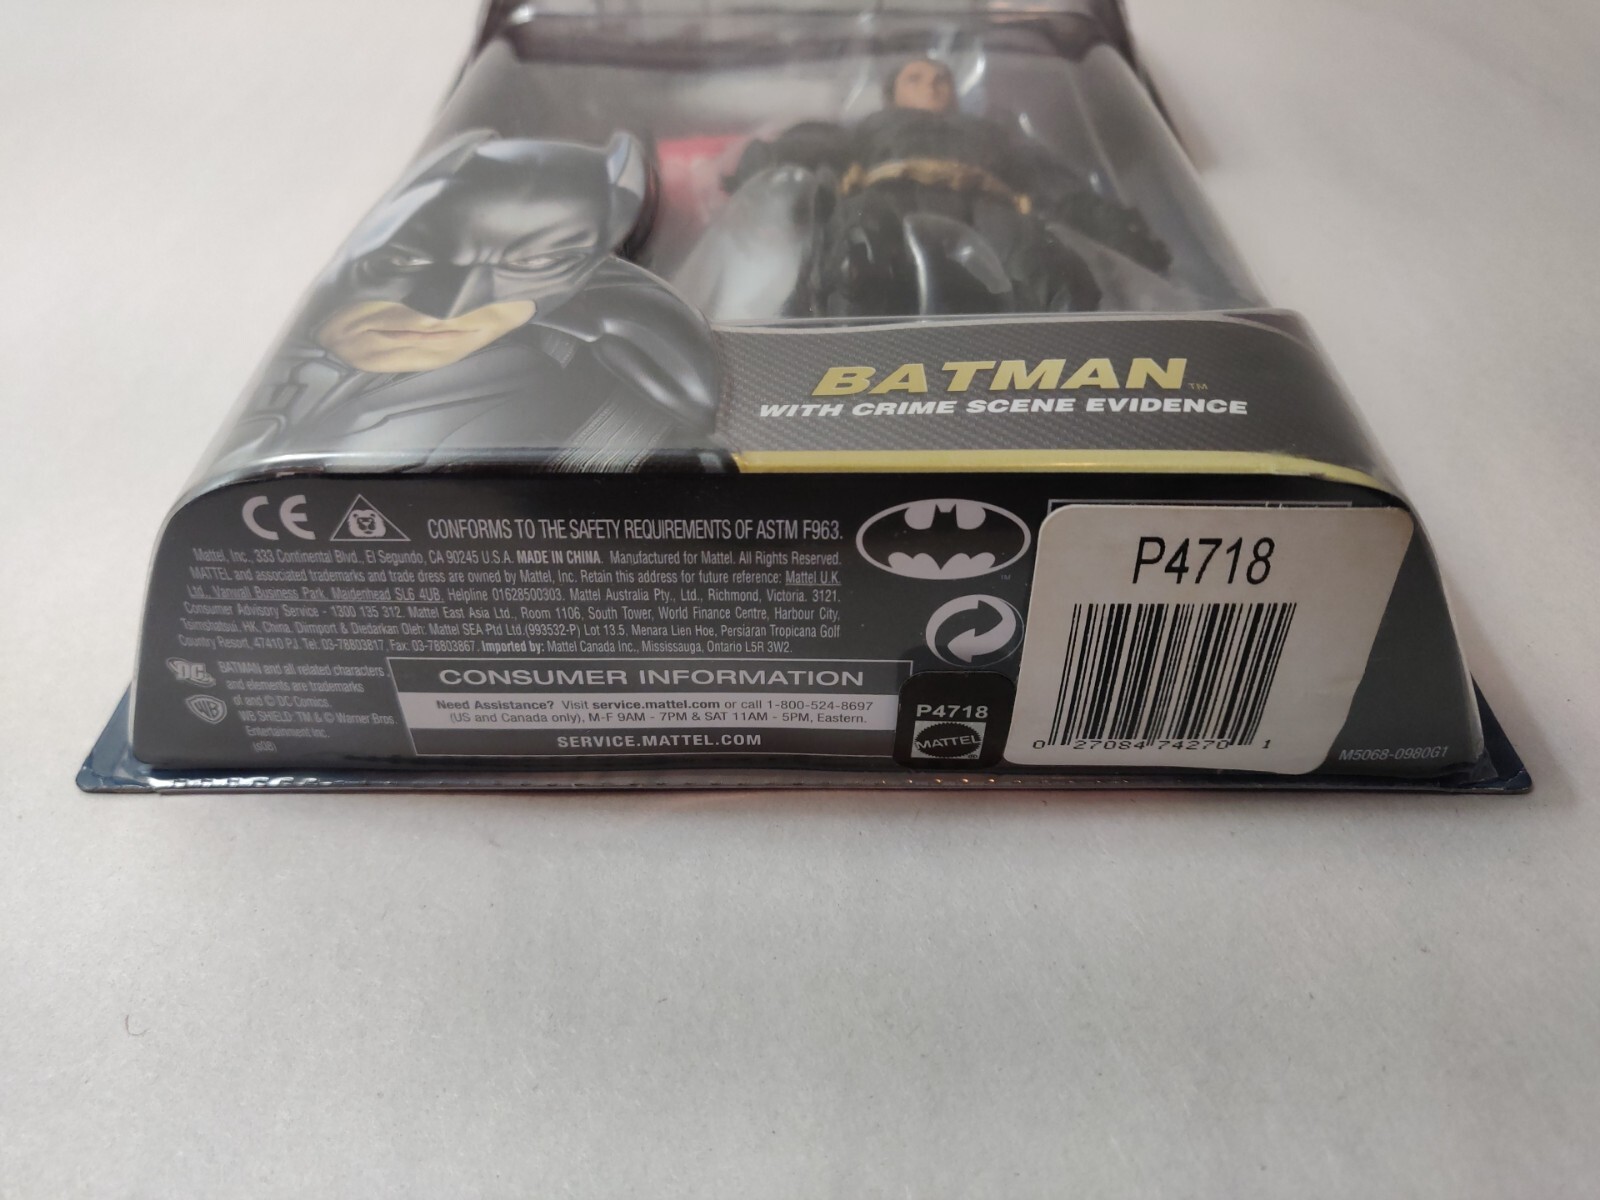 BATMAN TM
WITH CRIME SCENE EVIDENCE
CE
CONFORMS TO THE SAFETY REQUIREMENTS OF ASTM F963.
Mattel, Inc., 333 Continental Blvd., El Segundo, CA 90245 U.S.A. MADE IN CHINA. Manufactured for Mattel. All Rights Reserved.
MATTEL and associated trademarks and trade dress are owned by Mattel, Inc. Retain this address for future reference: Mattel U.K.
Ltd., Vanwall Business Park, Maidenhead SL6 4UB. Helpline 01628500303. Mattel Australia Pty., Ltd., Richmond, Victoria. 3121.
Consumer Advisory Service - 1300 135 312. Mattel East Asia Ltd., Room 1106, South Tower, World Finance Centre, Harbour City,
Tsimshatsui, HK, China. Diimport & Diedarkan Oleh: Mattel SEA Ptd Ltd.(993532-P) Lot 13.5, Menara Lien Hoe, Persiaran Tropicana Golf
Country Resort, 47410 PJ. Tel: 03-78803817, Fax: 03-78803867. Imported by: Mattel Canada Inc., Mississauga, Ontario L5R 3W2.
DC
BATMAN and all related characters
and elements are trademarks
of and © DC Comics.
WB
WB SHIELD: TM & © Warner Bros.
Entertainment Inc.
(s08)
CONSUMER INFORMATION
Need Assistance? Visit service.mattel.com or call 1-800-524-8697
(US and Canada only), M-F 9AM - 7PM & SAT 11AM - 5PM, Eastern.
SERVICE.MATTEL.COM
TM
P4718
MATTEL
P4718
0 27084 74270 1
M5068-0980G1